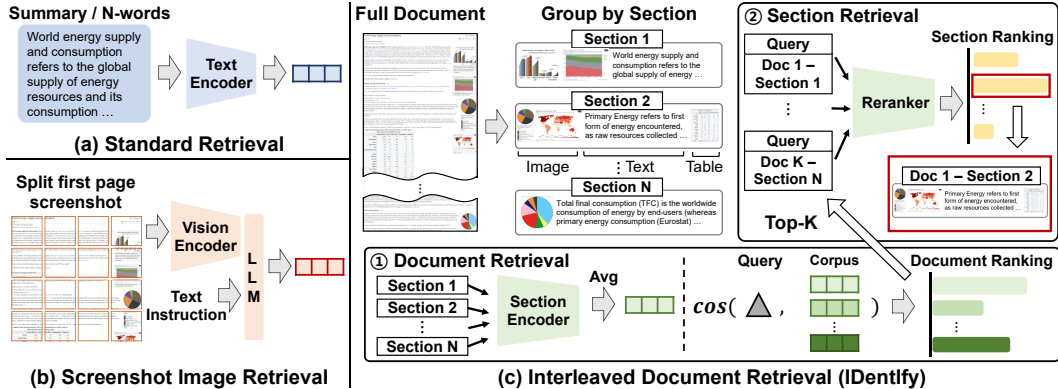 Summary / N-words
World energy supply
and consumption
refers to the global
supply of energy
resources and its
consumption …
Text
Encoder
(a) Standard Retrieval
Split first page
screenshot
Vision
Encoder
Text
Instruction
L
L
M
(b) Screenshot Image Retrieval
Full Document
Group by Section
Section 1
World energy supply and
consumption refers to the
global supply of energy …
Section 2
Primary Energy refers to first
form of energy encountered,
as raw resources collected …
Image
Text
Table
Section N
Total final consumption (TFC) is the worldwide
consumption of energy by end-users (whereas
primary energy consumption (Eurostat) …
② Section Retrieval
Query
Doc 1 –
Section 1
Query
Doc K –
Section N
Reranker
Section Ranking
Doc 1 – Section 2
Primary Energy refers to first
form of energy encountered,
as raw resources collected …
Top-K
① Document Retrieval
Section 1
Section 2
Section N
Section
Encoder
Avg
Query
Corpus
cos( , )
Document Ranking
(c) Interleaved Document Retrieval (IDentIfy)